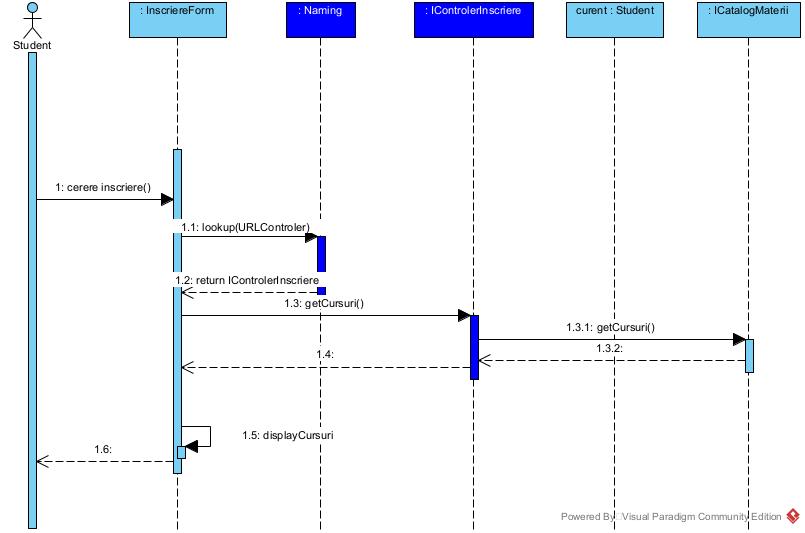 : InscriereForm
: Naming
: IControlerInscriere
curent : Student
: ICatalogMaterii
Student
1: cerere inscriere()
1.1: lookup(URLControler)
1.2: return IControlerInscriere
1.3: getCursuri()
1.3.1: getCursuri()
1.3.2:
1.4:
1.5: displayCursuri
1.6:
Powered By Visual Paradigm Community Edition